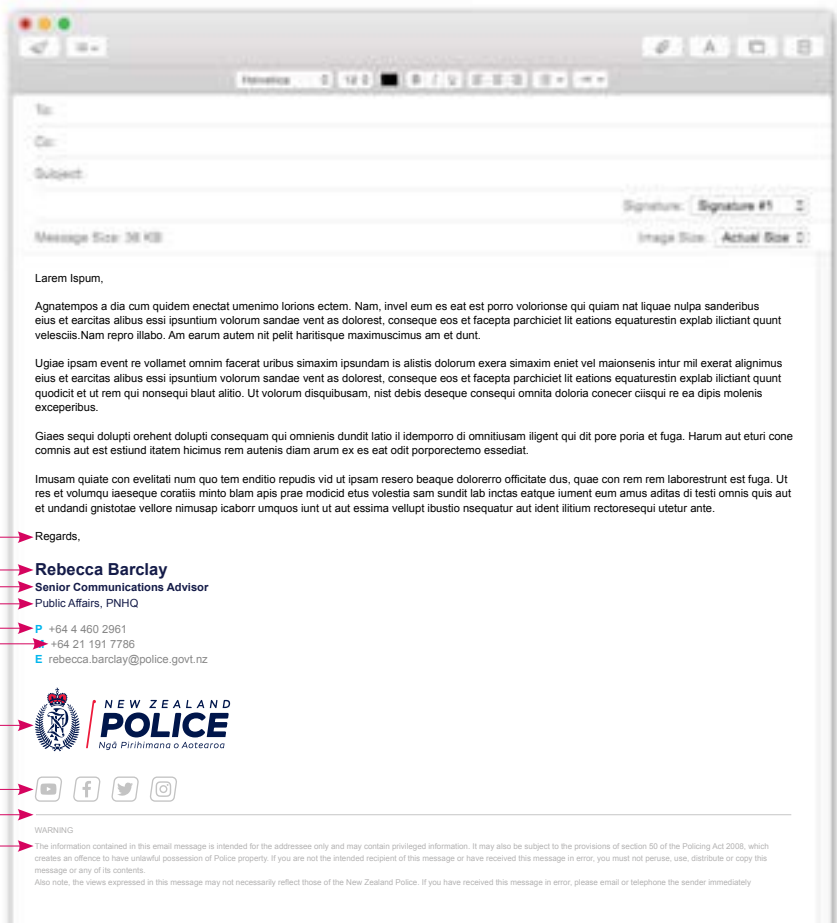 Helvetica 12 B I U
To:
Cc:
Subject:
Signature: Signature #1
Message Size: 36 KB Image Size: Actual Size
Larem Ispum,
Agnatempos a dia cum quidem enectat umenimo lorions ectem. Nam, invel eum es eat est porro volorionse qui quiam nat liquae nulpa sanderibus
eius et earcitas alibus essi ipsuntium volorum sandae vent as dolorest, conseque eos et facepta parchiciet lit eations equaturestin explab ilictiant quunt
velesciis.Nam repro illabo. Am earum autem nit pelit haritisque maximuscimus am et dunt.
Ugiae ipsam event re vollamet omnim facerat uribus simaxim ipsundam is alistis dolorum exera simaxim eniet vel maionsenis intur mil exerat alignimus
eius et earcitas alibus essi ipsuntium volorum sandae vent as dolorest, conseque eos et facepta parchiciet lit eations equaturestin explab ilictiant quunt
quodicit et ut rem qui nonsequi blaut alitio. Ut volorum disquibusam, nist debis deseque consequi omnita doloria conecer ciisqui re ea dipis molenis
exceperibus.
Giaes sequi dolupti orehent dolupti consequam qui omnienis dundit latio il idemporro di omnitiusam iligent qui dit pore poria et fuga. Harum aut eturi cone
comnis aut est estiund itatem hicimus rem autenis diam arum ex es eat odit porporectemo essediat.
Imusam quiate con evelitati num quo tem enditio repudis vid ut ipsam resero beaque dolorerro officitate dus, quae con rem rem laborestrunt est fuga. Ut
res et volumqu iaeseque coratiis minto blam apis prae modicid etus volestia sam sundit lab inctas eatque iument eum amus aditas di testi omnis quis aut
et undandi gnistotae vellore nimusap icaborr umquos iunt ut aut essima vellupt ibustio nsequatur aut ident ilitium rectoresequi utetur ante.
Regards,
Rebecca Barclay
Senior Communications Advisor
Public Affairs, PNHQ
P +64 4 460 2961
+64 21 191 7786
E rebecca.barclay@police.govt.nz
NEW ZEALAND
POLICE
Ngā Pirihimana o Aotearoa
WARNING
The information contained in this email message is intended for the addressee only and may contain privileged information. It may also be subject to the provisions of section 50 of the Policing Act 2008, which
creates an offence to have unlawful possession of Police property. If you are not the intended recipient of this message or have received this message in error, you must not peruse, use, distribute or copy this
message or any of its contents.
Also note, the views expressed in this message may not necessarily reflect those of the New Zealand Police. If you have received this message in error, please email or telephone the sender immediately